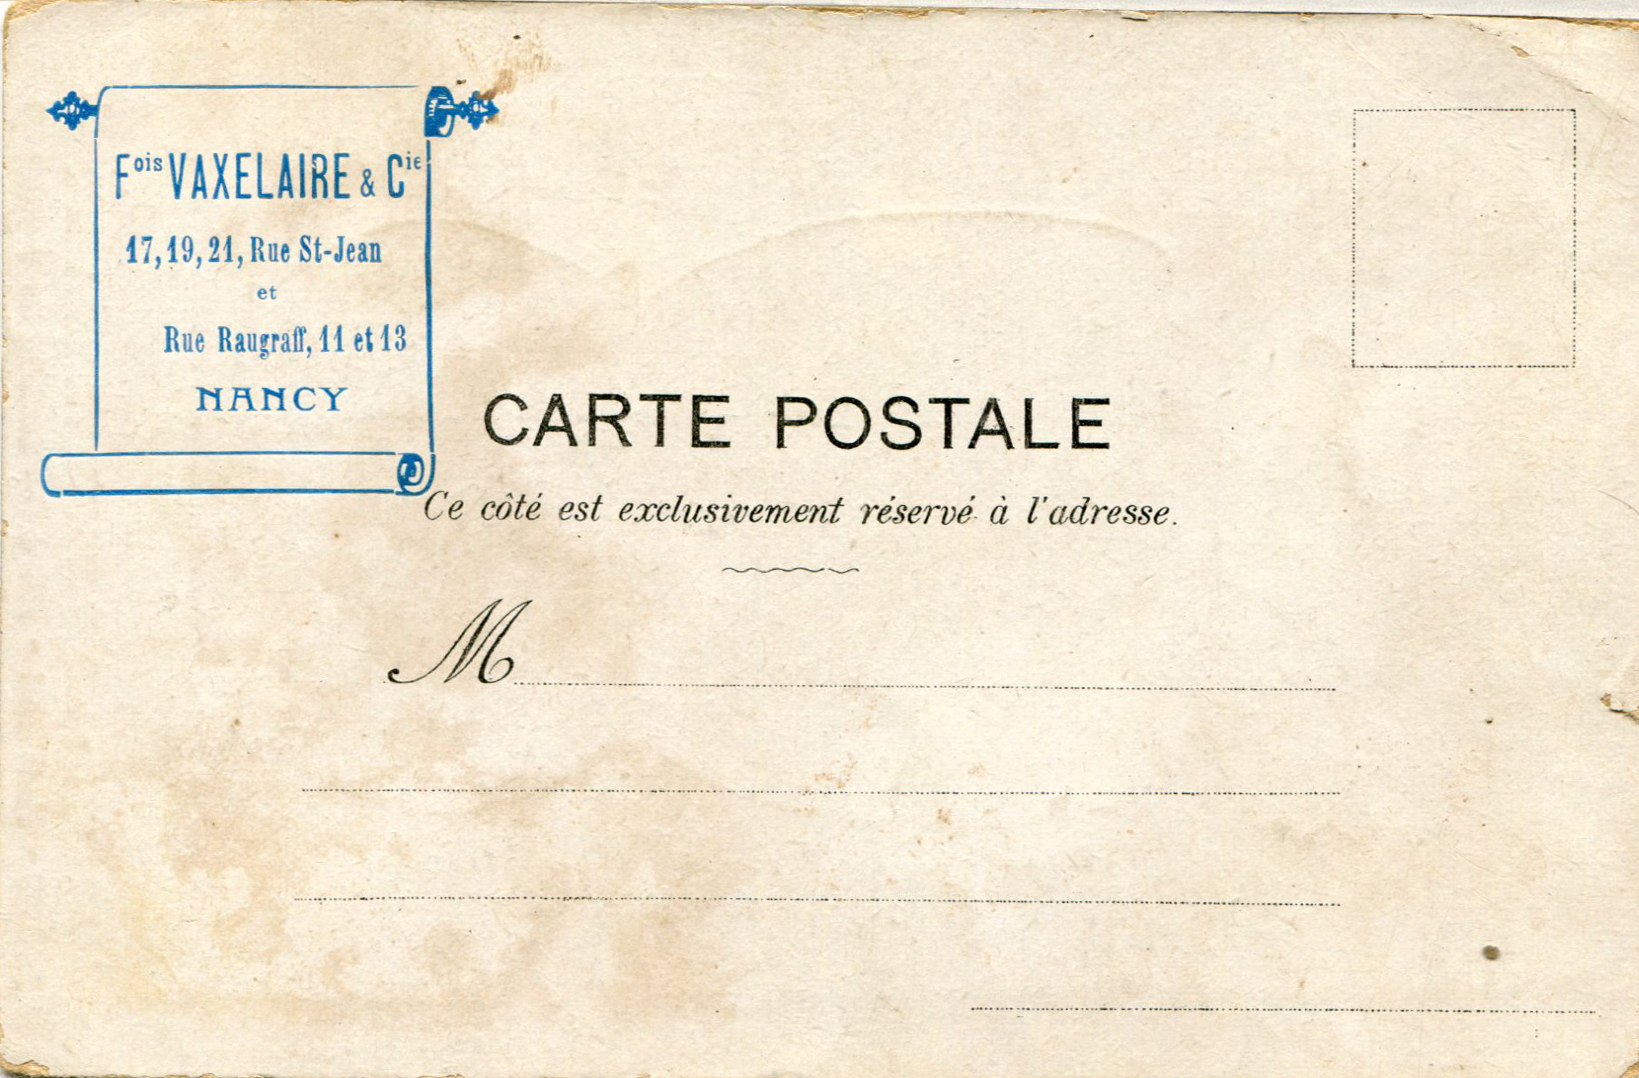 Fois VAXELAIRE & Cie
17, 19, 21, Rue St-Jean
et
Rue Raugraff, 11 et 13
NANCY
CARTE POSTALE
Ce côté est exclusivement réservé à l'adresse.
M